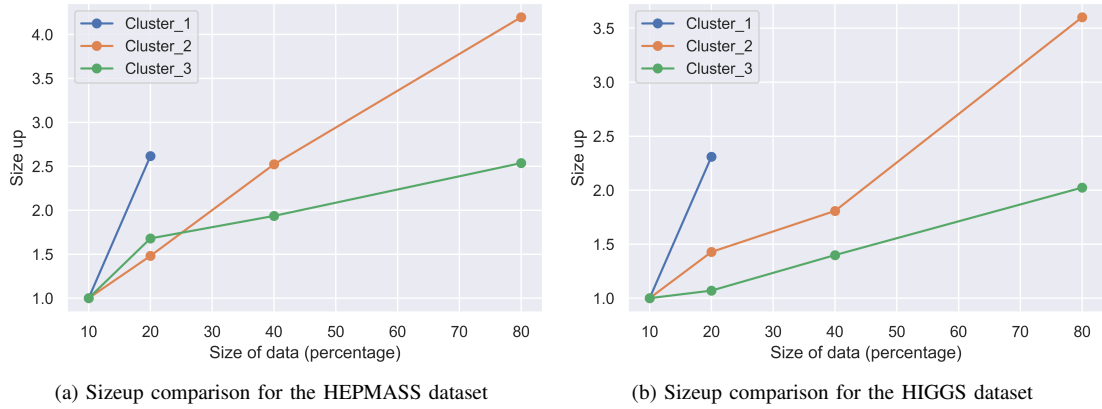 Cluster_1
Cluster_2
Cluster_3
4.0
3.5
3.0
2.5
2.0
1.5
1.0
Size up
10 20 30 40 50 60 70 80
Size of data (percentage)
(a) Sizeup comparison for the HEPMASS dataset
Cluster_1
Cluster_2
Cluster_3
3.5
3.0
2.5
2.0
1.5
1.0
Size up
10 20 30 40 50 60 70 80
Size of data (percentage)
(b) Sizeup comparison for the HIGGS dataset